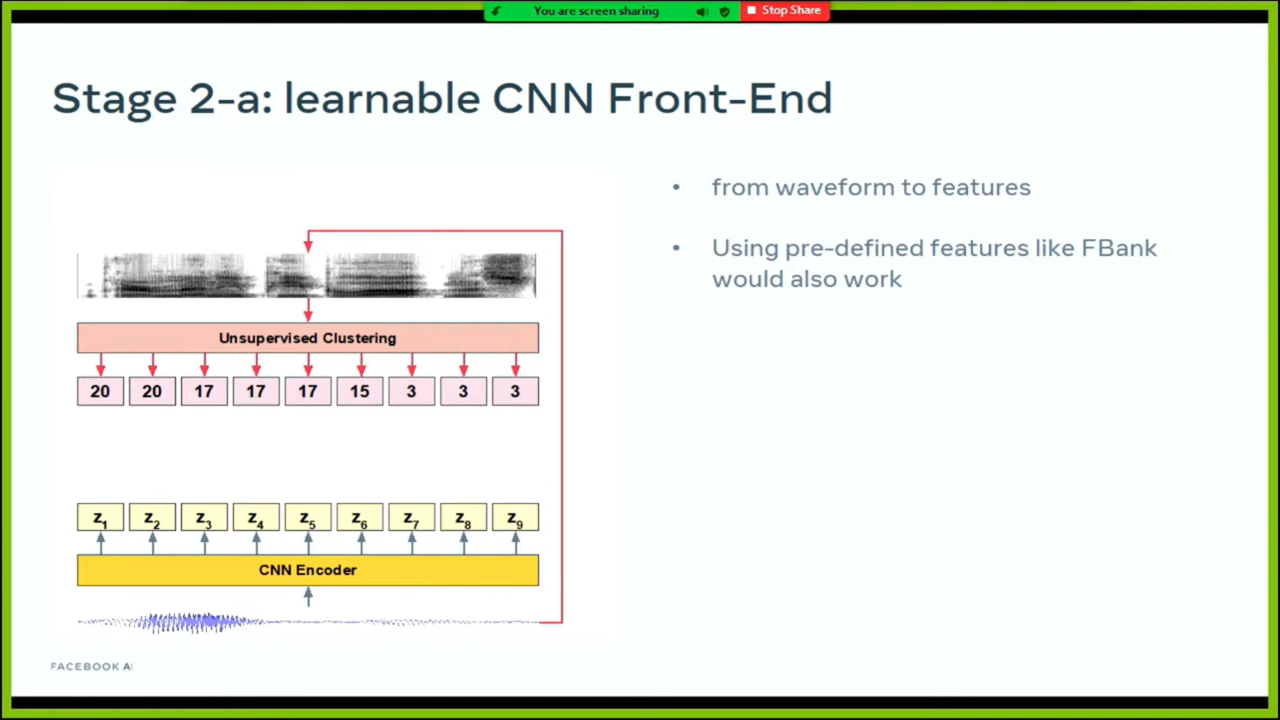 You are screen sharing
Stop Share
Stage 2-a: learnable CNN Front-End
• from waveform to features
• Using pre-defined features like FBank
would also work
Unsupervised Clustering
20 20 17 17 17 15 3 3 3
z1 z2 z3 z4 z5 z6 z7 z8 z9
CNN Encoder
FACEBOOK AI